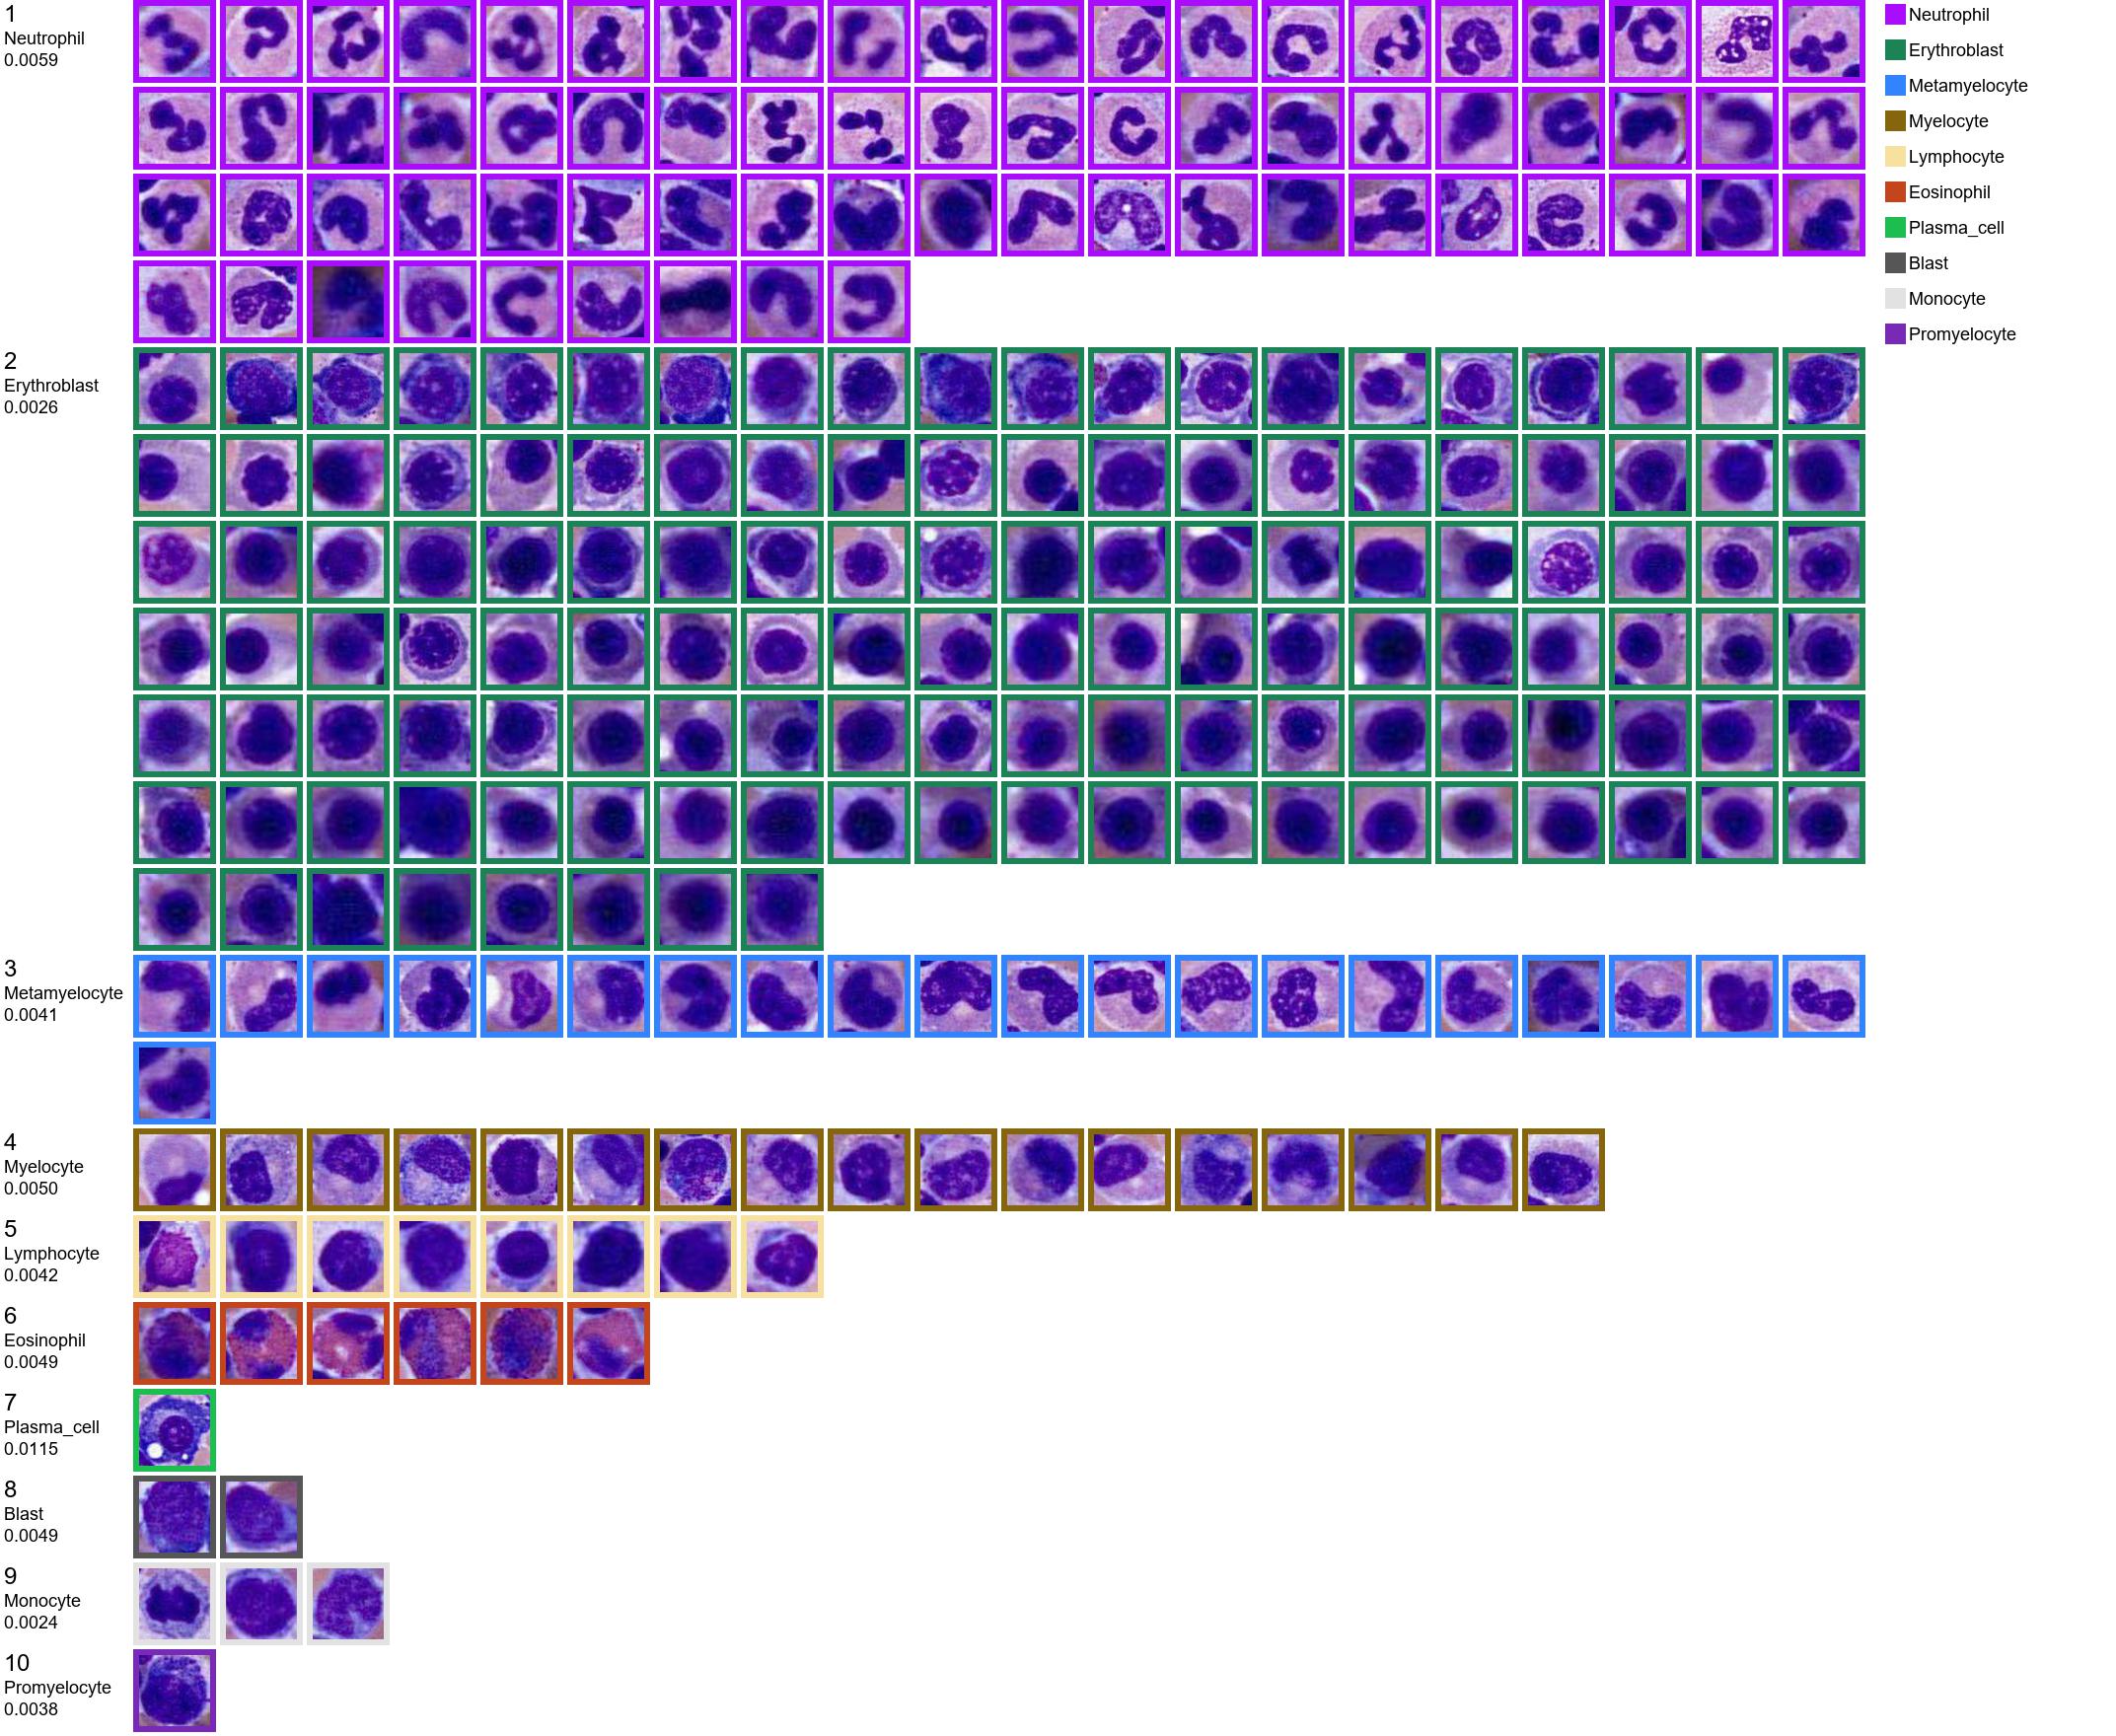 1
Neutrophil
0.0059
2
Erythroblast
0.0026
3
Metamyelocyte
0.0041
4
Myelocyte
0.0050
5
Lymphocyte
0.0042
6
Eosinophil
0.0049
7
Plasma_cell
0.0115
8
Blast
0.0049
9
Monocyte
0.0024
10
Promyelocyte
0.0038
Neutrophil
Erythroblast
Metamyelocyte
Myelocyte
Lymphocyte
Eosinophil
Plasma_cell
Blast
Monocyte
Promyelocyte